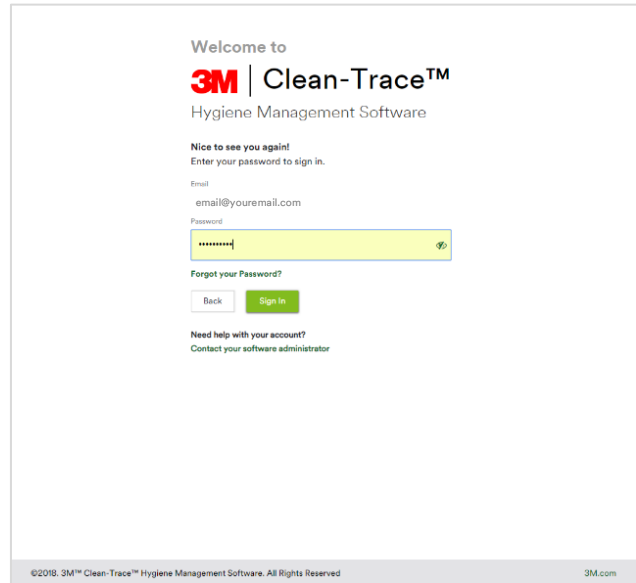 Welcome to
3M | Clean-Trace™
Hygiene Management Software
Nice to see you again!
Enter your password to sign in.
Email
email@youremail.com
Password
••••••••••
Forgot your Password?
Back Sign In
Need help with your account?
Contact your software administrator
©2018. 3M™ Clean-Trace™ Hygiene Management Software. All Rights Reserved 3M.com